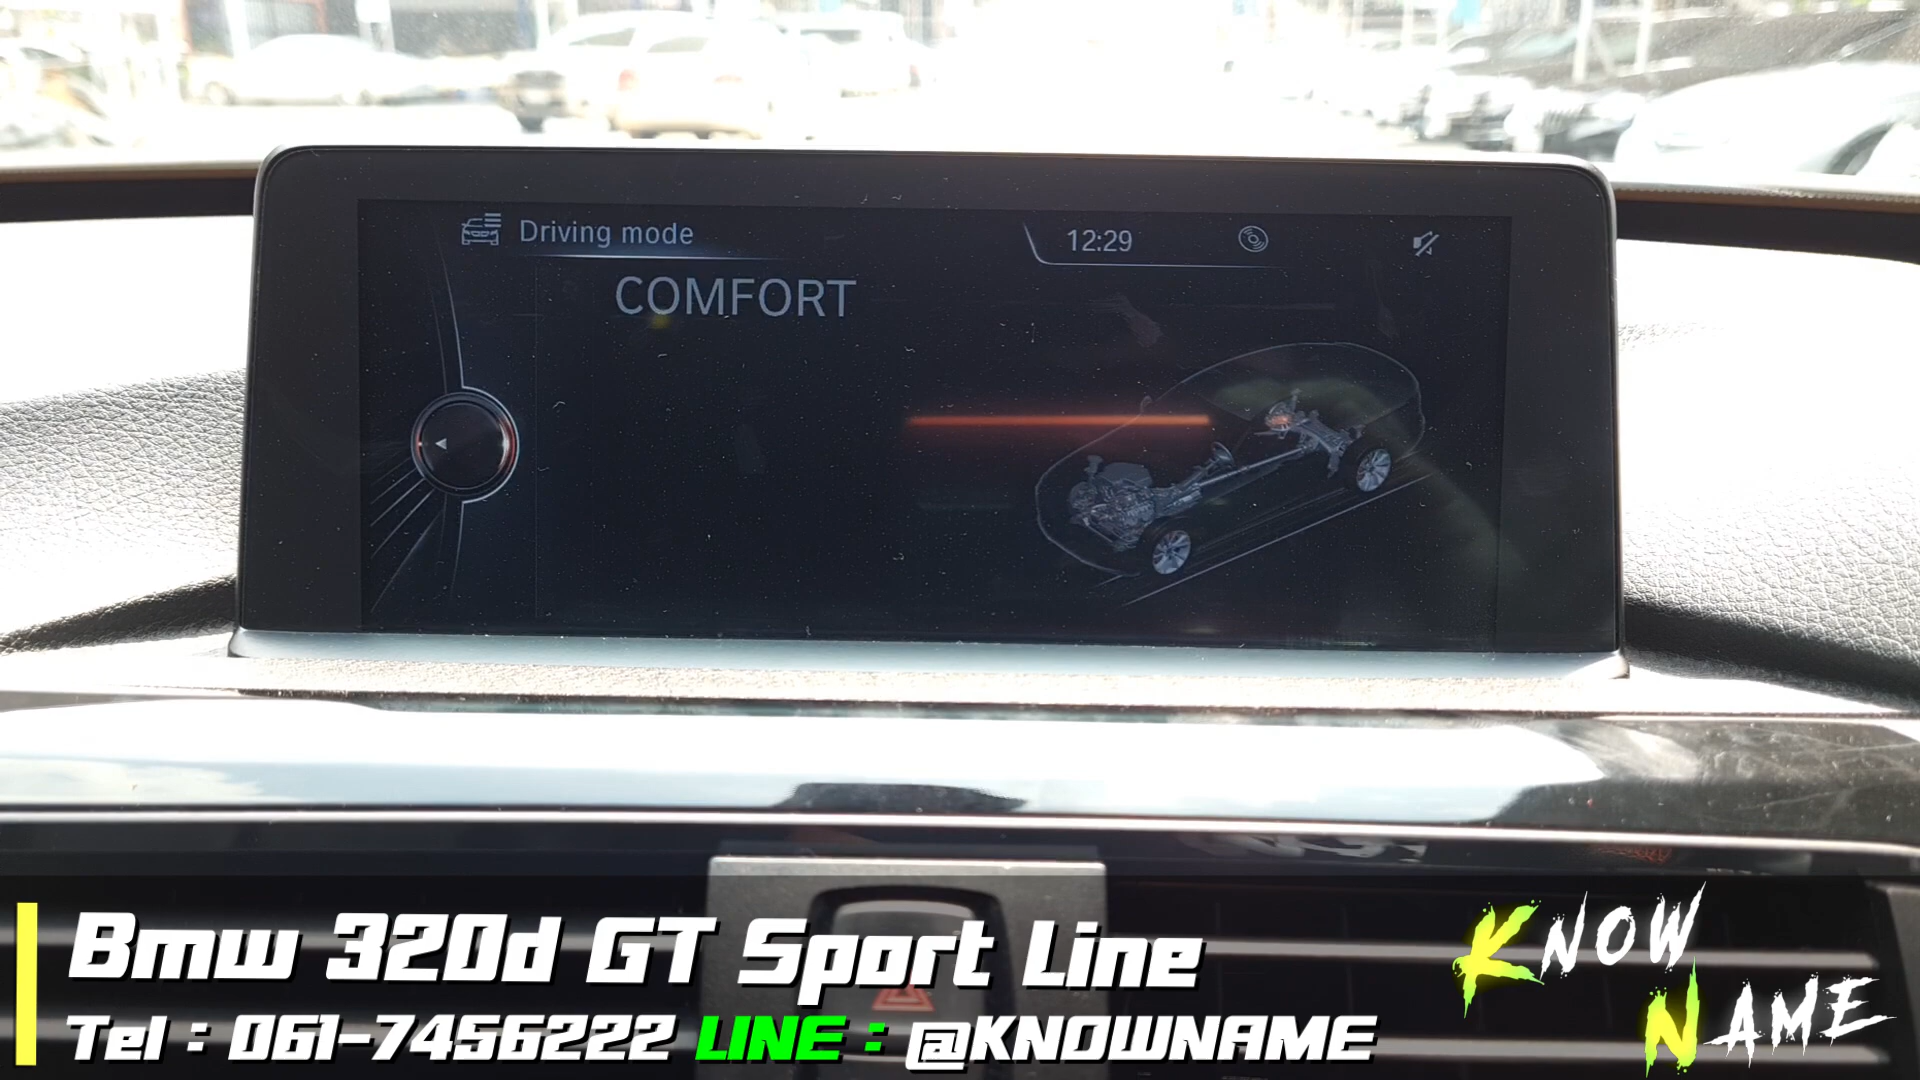 Driving mode
12:29
COMFORT
Bmw 320d GT Sport Line
Tel : 061-7456222 LINE : @KNOWNAME
KNOW
NAME